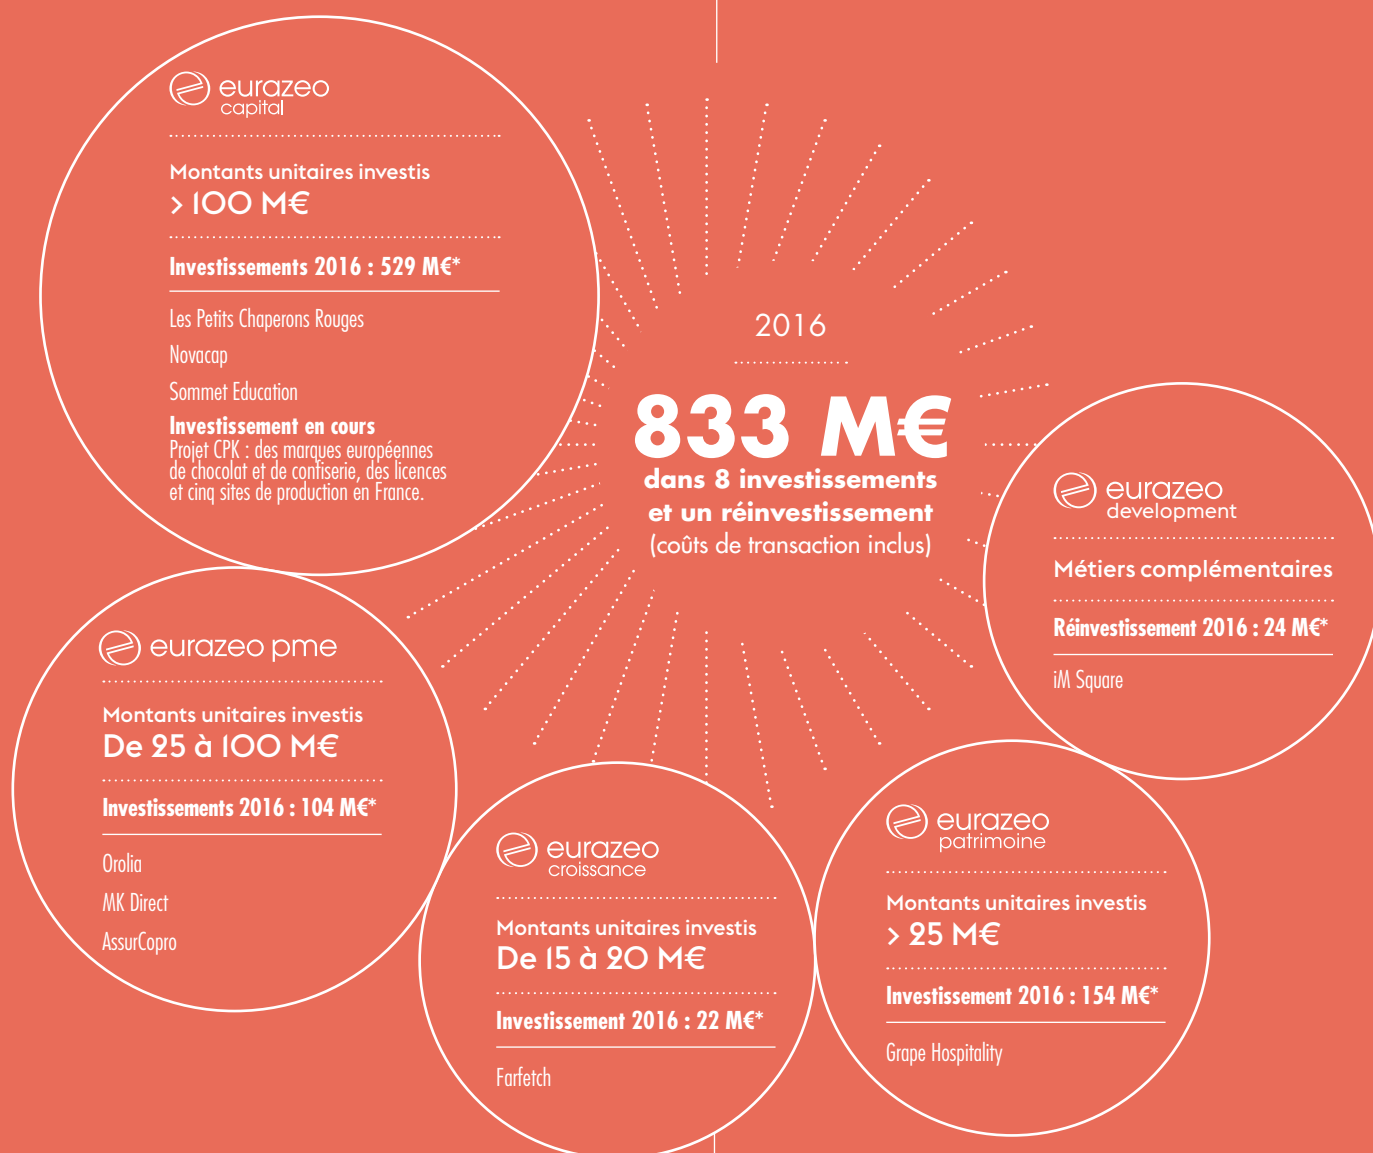 eurazeo
capital
Montants unitaires investis
> 100 M€
Investissements 2016 : 529 M€*
Les Petits Chaperons Rouges
Novacap
Sommet Education
Investissement en cours
Projet CPK : des marques européennes
de chocolat et de confiserie, des licences
et cinq sites de production en France.
2016
833 M€
dans 8 investissements
et un réinvestissement
(coûts de transaction inclus)
eurazeo
development
Métiers complémentaires
Réinvestissement 2016 : 24 M€*
iM Square
eurazeo pme
Montants unitaires investis
De 25 à 100 M€
Investissements 2016 : 104 M€*
Orolia
MK Direct
AssurCopro
eurazeo
croissance
Montants unitaires investis
De 15 à 20 M€
Investissement 2016 : 22 M€*
Farfetch
eurazeo
patrimoine
Montants unitaires investis
> 25 M€
Investissement 2016 : 154 M€*
Grape Hospitality